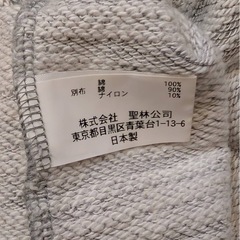 綿 100%
別布 綿 90%
ナイロン 10%
株式会社 聖林公司
東京都目黒区青葉台1-13-6
日本製